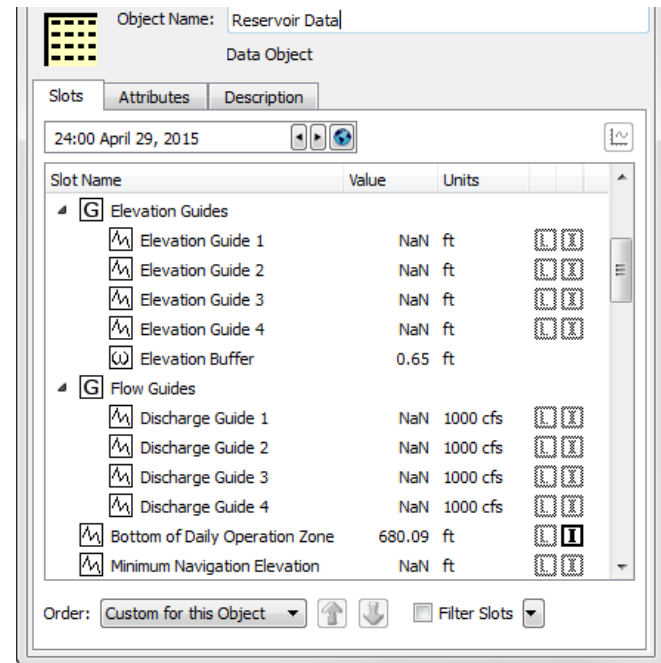 Object Name: Reservoir Data
Data Object
Slots Attributes Description
24:00 April 29, 2015
Slot Name Value Units
G Elevation Guides
Elevation Guide 1 NaN ft L I
Elevation Guide 2 NaN ft L I
Elevation Guide 3 NaN ft L I
Elevation Guide 4 NaN ft L I
ω Elevation Buffer 0.65 ft
G Flow Guides
Discharge Guide 1 NaN 1000 cfs L I
Discharge Guide 2 NaN 1000 cfs L I
Discharge Guide 3 NaN 1000 cfs L I
Discharge Guide 4 NaN 1000 cfs L I
Bottom of Daily Operation Zone 680.09 ft L I
Minimum Navigation Elevation NaN ft L I
Order: Custom for this Object Filter Slots